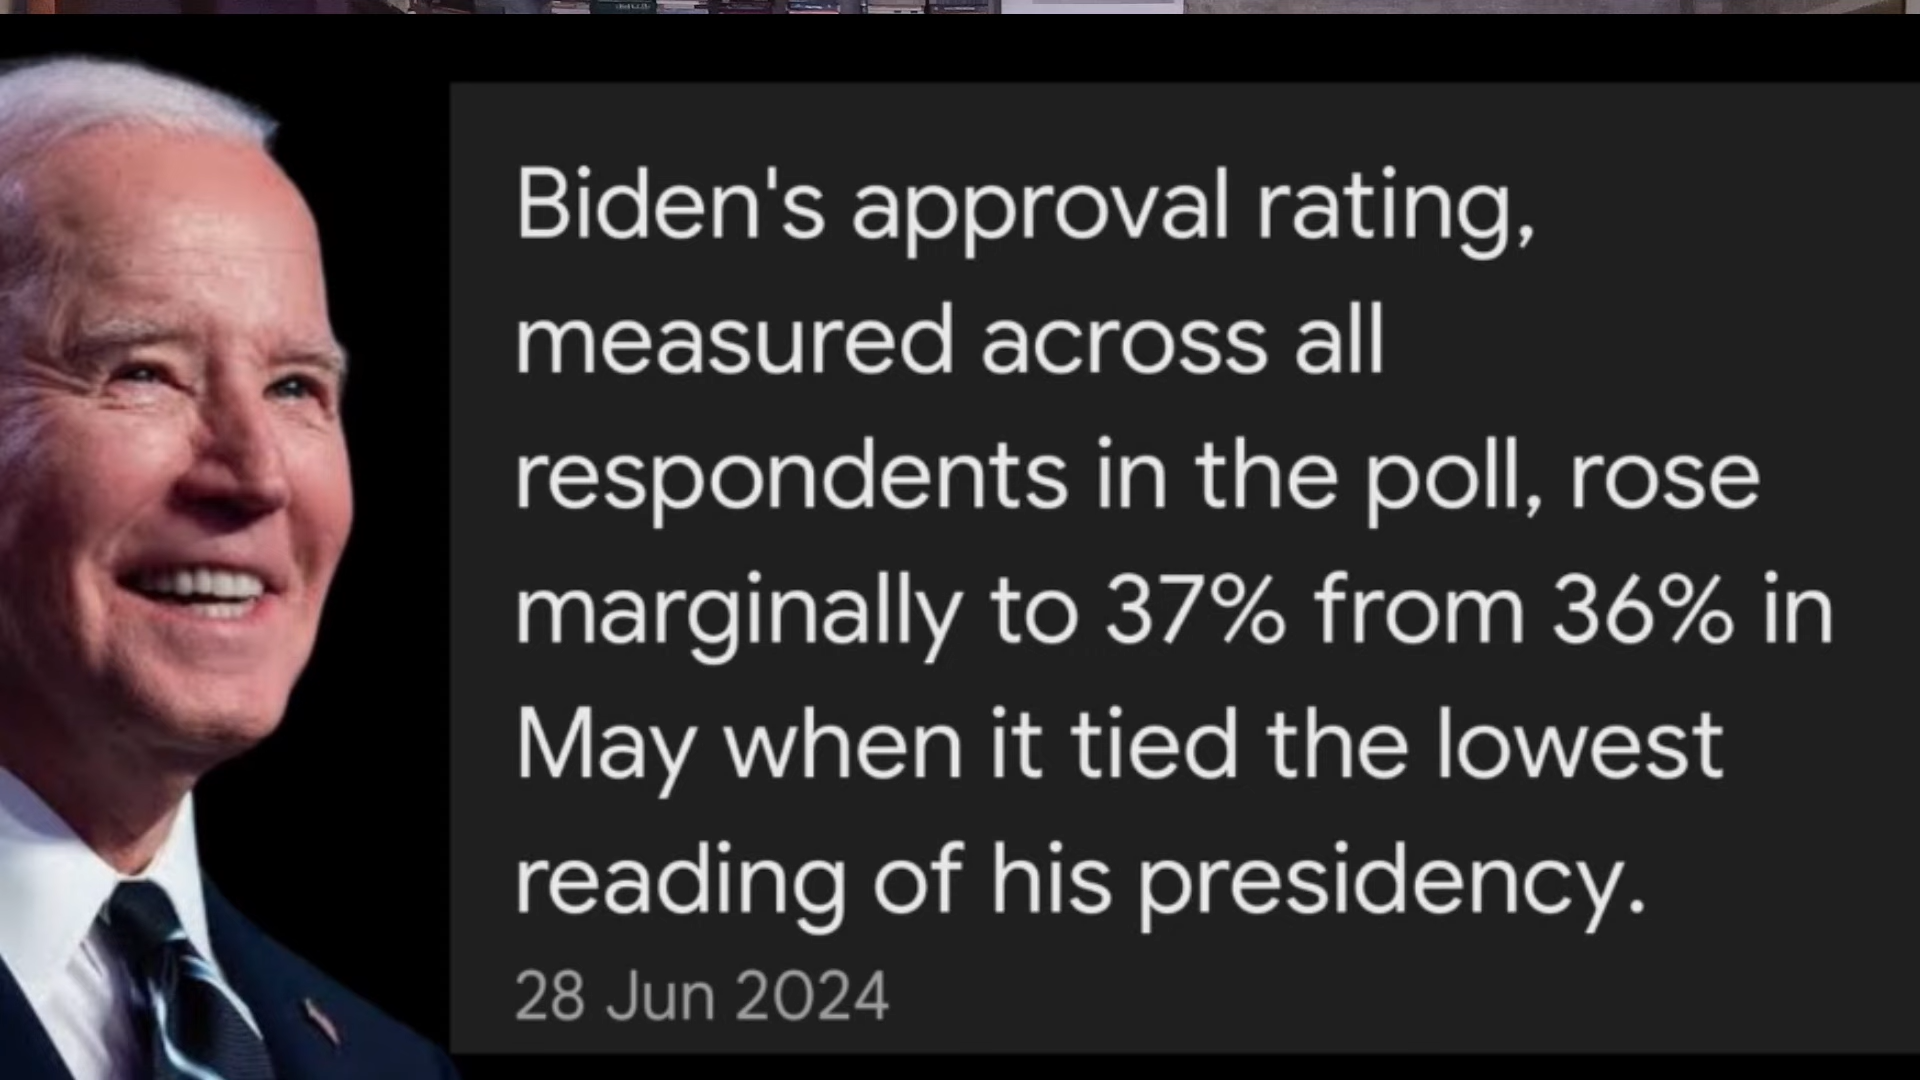 Biden's approval rating,
measured across all
respondents in the poll, rose
marginally to 37% from 36% in
May when it tied the lowest
reading of his presidency.
28 Jun 2024